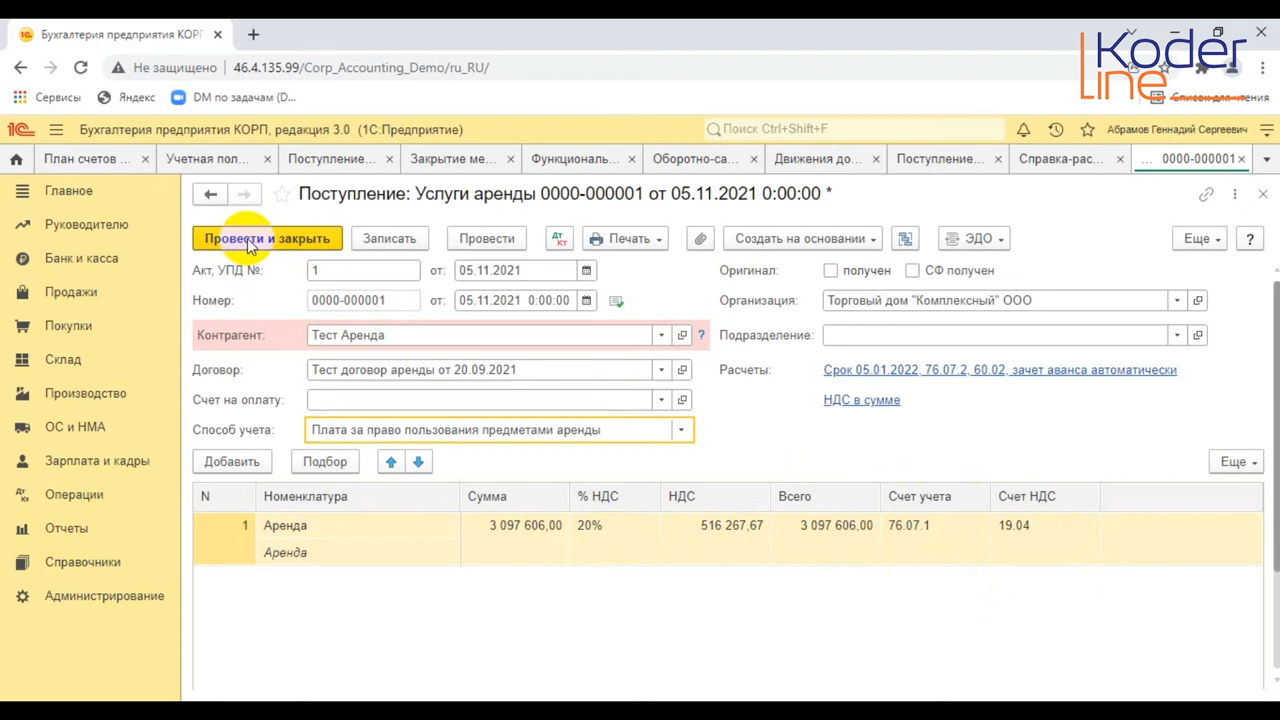 Бухгалтерия предприятия КОРП
Koder
line
Не защищено 46.4.135.99/Corp_Accounting_Demo/ru_RU/
Сервисы Яндекс DM по задачам (D... Список для чтения
1С Бухгалтерия предприятия КОРП, редакция 3.0 (1С:Предприятие) Поиск Ctrl+Shift+F Абрамов Геннадий Сергеевич
План счетов ... Учетная пол... Поступление... Закрытие ме... Функциональ... Оборотно-са... Движения до... Поступление... Справка-рас... ... 0000-000001
Главное
Руководителю
Банк и касса
Продажи
Покупки
Склад
Производство
ОС и НМА
Зарплата и кадры
Операции
Отчеты
Справочники
Администрирование
Поступление: Услуги аренды 0000-000001 от 05.11.2021 0:00:00 *
Провести и закрыть Записать Провести Дт Кт Печать Создать на основании ЭДО Еще ?
Акт, УПД №: 1 от: 05.11.2021 Оригинал: получен СФ получен
Номер: 0000-000001 от: 05.11.2021 0:00:00 Организация: Торговый дом "Комплексный" ООО
Контрагент: Тест Аренда ? Подразделение:
Договор: Тест договор аренды от 20.09.2021 Расчеты: Срок 05.01.2022, 76.07.2, 60.02, зачет аванса автоматически
Счет на оплату: НДС в сумме
Способ учета: Плата за право пользования предметами аренды
Добавить Подбор Еще
N Номенклатура Сумма % НДС НДС Всего Счет учета Счет НДС
1 Аренда 3 097 606,00 20% 516 267,67 3 097 606,00 76.07.1 19.04
Аренда